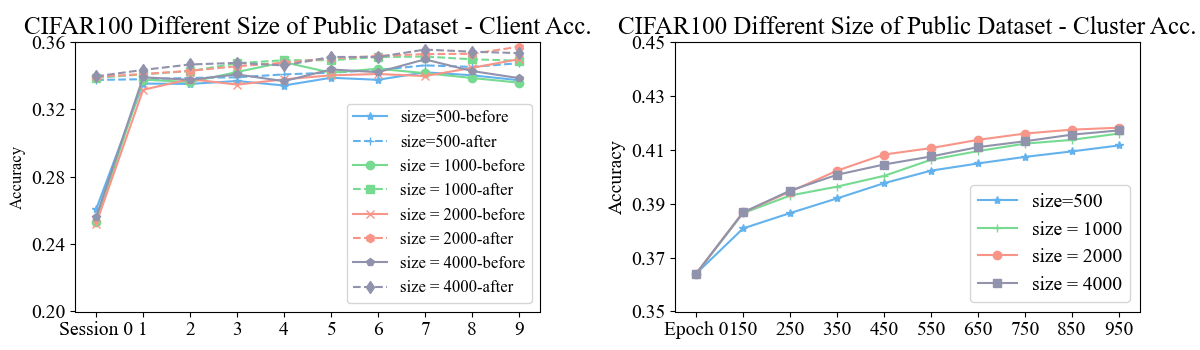 CIFAR100 Different Size of Public Dataset - Client Acc.
0.36
0.32
0.28
0.24
0.20
Accuracy
Session 0 1 2 3 4 5 6 7 8 9
size=500-before
size=500-after
size = 1000-before
size = 1000-after
size = 2000-before
size = 2000-after
size = 4000-before
size = 4000-after
CIFAR100 Different Size of Public Dataset - Cluster Acc.
0.45
0.43
0.41
0.39
0.37
0.35
Accuracy
Epoch 0 150 250 350 450 550 650 750 850 950
size=500
size = 1000
size = 2000
size = 4000